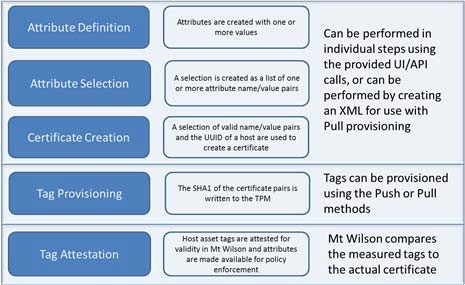 Attribute Definition
Attributes are created with one or
more values
Attribute Selection
A selection is created as a list of one
or more attribute name/value pairs
Certificate Creation
A selection of valid name/value pairs
and the UUID of a host are used to
create a certificate
Can be performed in
individual steps using
the provided UI/API
calls, or can be
performed by creating
an XML for use with
Pull provisioning
Tag Provisioning
The SHA1 of the certificate pairs is
written to the TPM
Tags can be provisioned
using the Push or Pull
methods
Tag Attestation
Host asset tags are attested for
validity in Mt Wilson and attributes
are made available for policy
enforcement
Mt Wilson compares
the measured tags to
the actual certificate